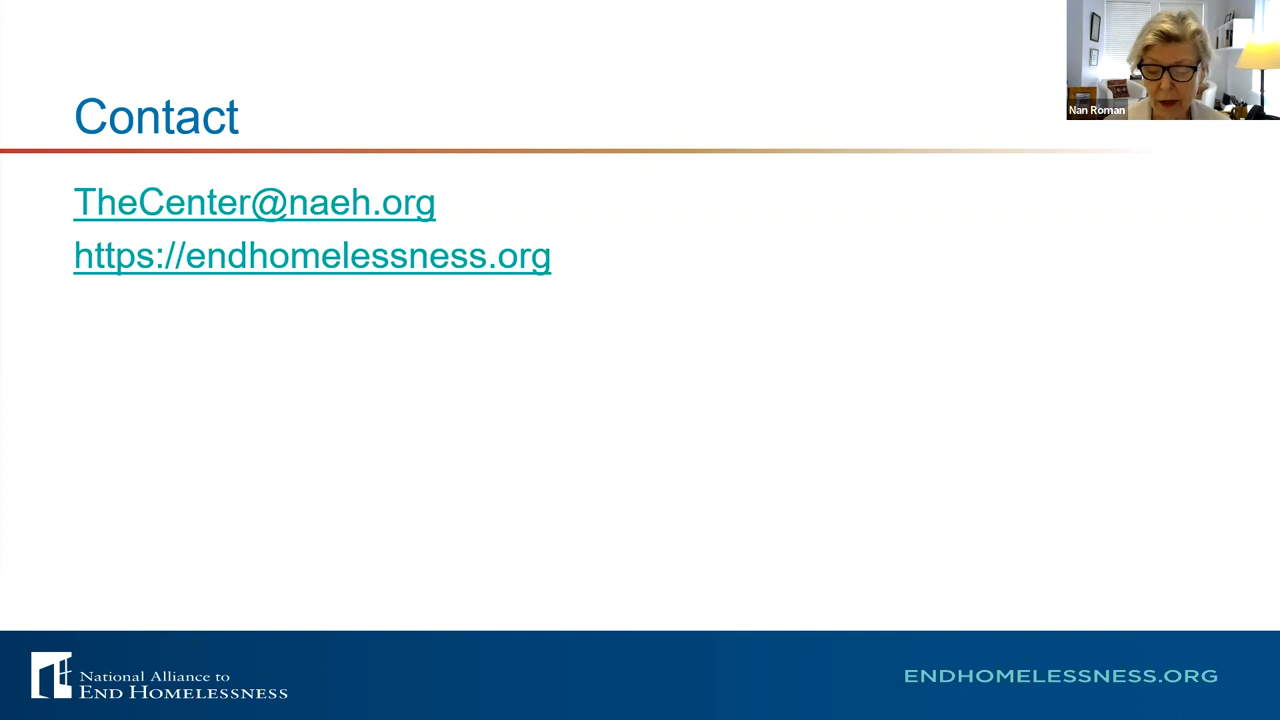 Nan Roman
Contact
TheCenter@naeh.org
https://endhomelessness.org
National Alliance to
END HOMELESSNESS
ENDHOMELESSNESS.ORG